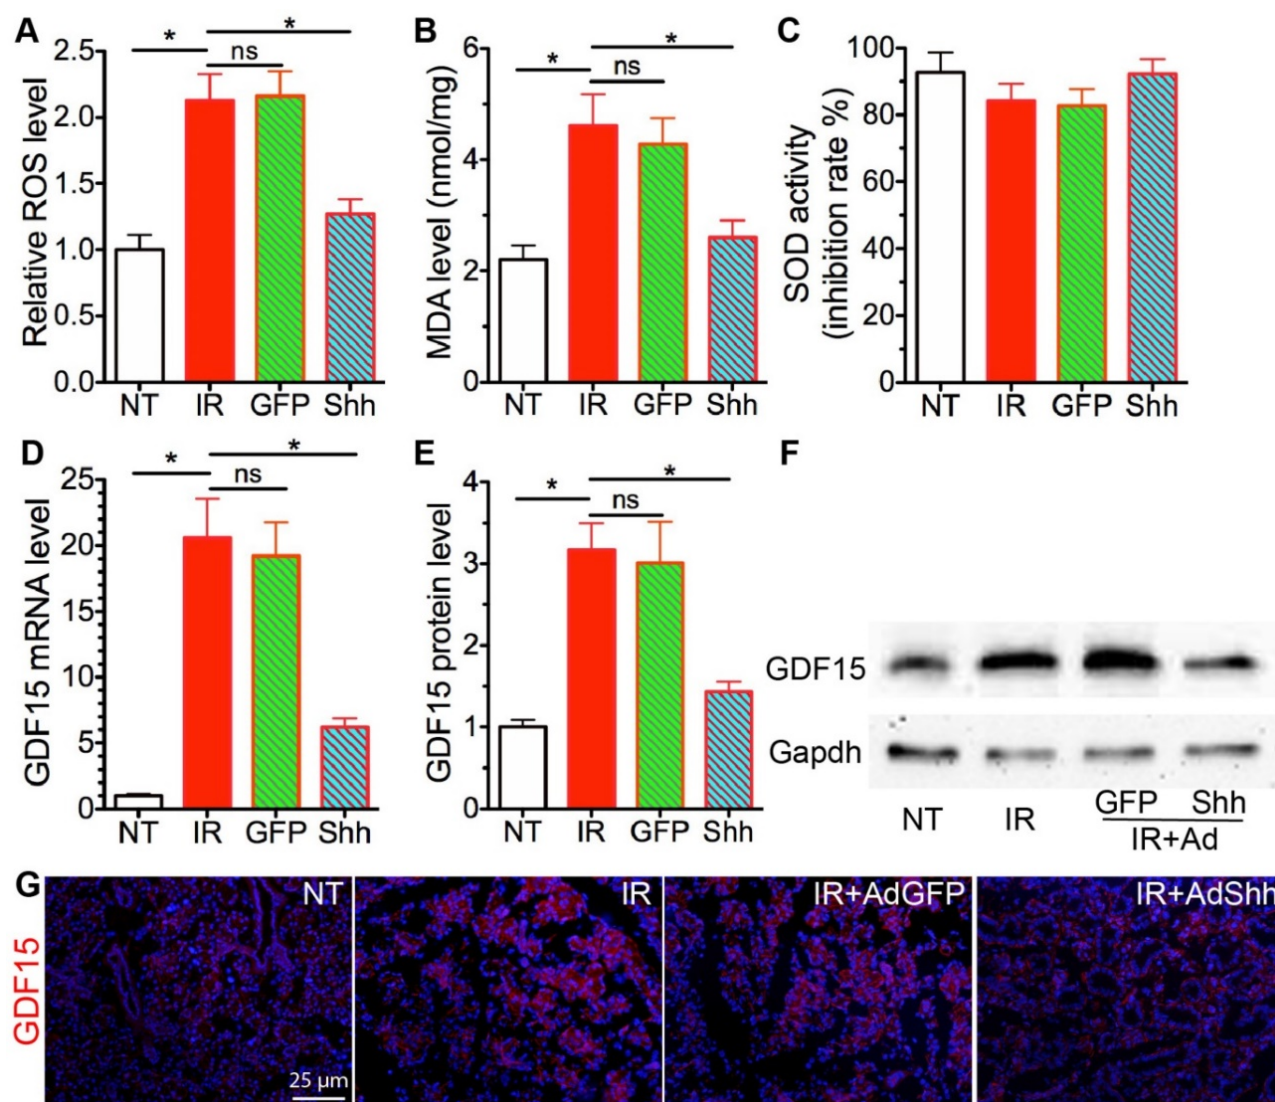 A
Relative ROS level
2.5
2.0
1.5
1.0
0.5
0.0
* * ns
NT IR GFP Shh
B
MDA level (nmol/mg)
6
4
2
0
* * ns
NT IR GFP Shh
C
SOD activity
(inhibition rate %)
100
80
60
40
20
0
NT IR GFP Shh
D
GDF15 mRNA level
25
20
15
10
5
0
* * ns
NT IR GFP Shh
E
GDF15 protein level
4
3
2
1
0
* * ns
NT IR GFP Shh
F
GDF15
Gapdh
NT IR GFP Shh
IR+Ad
G
GDF15
NT IR IR+AdGFP IR+AdShh
25 µm